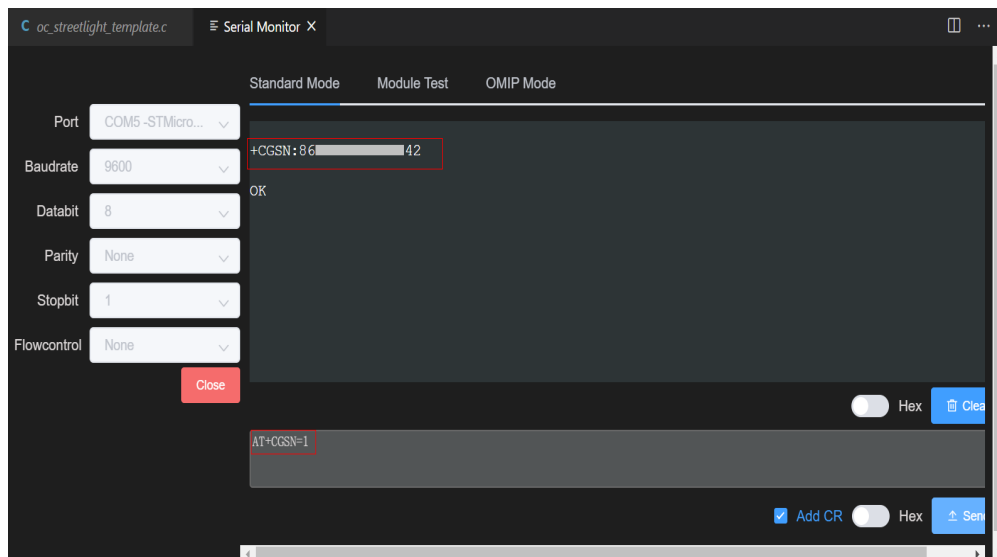 C oc_streetlight_template.c
Serial Monitor X
Standard Mode Module Test OMIP Mode
Port COM5 -STMicro...
Baudrate 9600
Databit 8
Parity None
Stopbit 1
Flowcontrol None
Close
+CGSN:86 42
OK
Hex Clea
AT+CGSN=1
Add CR Hex Send